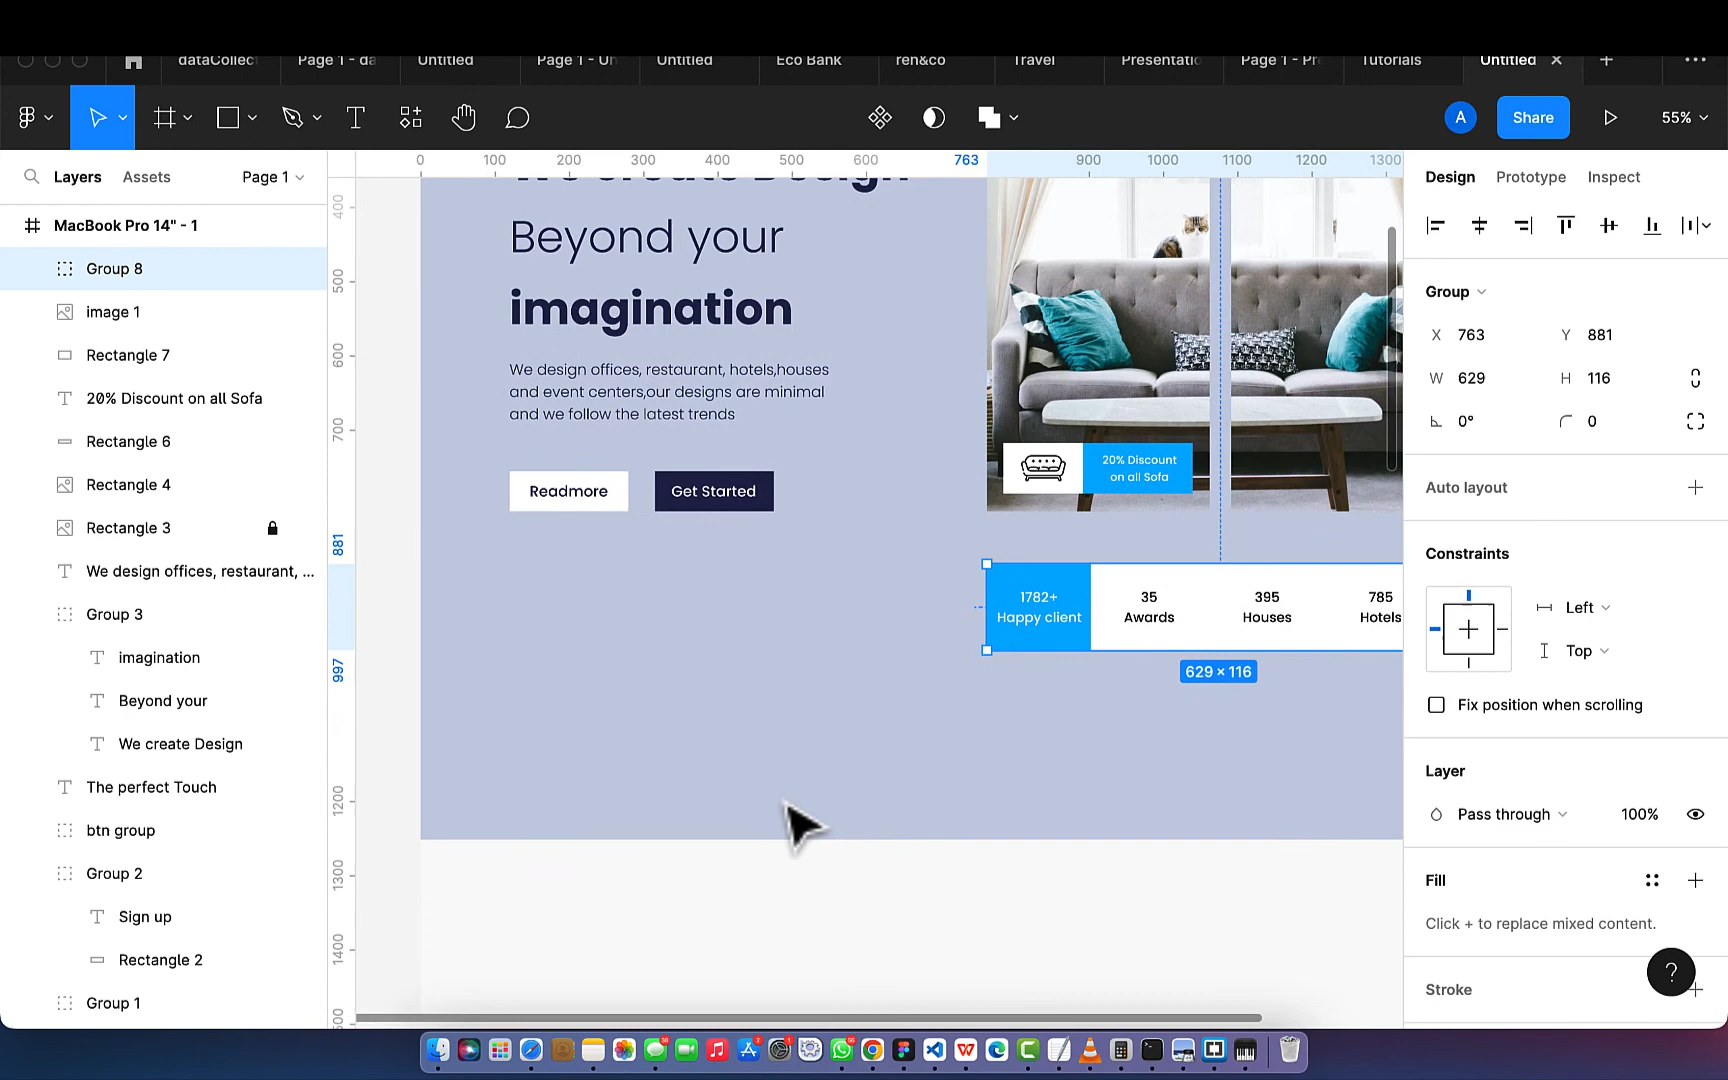 dataCollect
Page 1 - da
Untitled
Page 1 - Un
Untitled
Eco Bank
ren&co
Travel
Presentatio
Page 1 - Pr
Tutorials
Untitled
A
Share
55%
Layers
Assets
Page 1
MacBook Pro 14" - 1
Group 8
image 1
Rectangle 7
20% Discount on all Sofa
Rectangle 6
Rectangle 4
Rectangle 3
We design offices, restaurant, ...
Group 3
imagination
Beyond your
We create Design
The perfect Touch
btn group
Group 2
Sign up
Rectangle 2
Group 1
0 100 200 300 400 500 600 763 900 1000 1100 1200 1300
400
500
600
700
881
997
1200
1300
1400
500
We create Design
Beyond your
imagination
We design offices, restaurant, hotels,houses
and event centers,our designs are minimal
and we follow the latest trends
Readmore
Get Started
20% Discount
on all Sofa
1782+
Happy client
35
Awards
395
Houses
785
Hotels
629 × 116
Design
Prototype
Inspect
Group
X 763
Y 881
W 629
H 116
0°
0
Auto layout
Constraints
Left
Top
Fix position when scrolling
Layer
Pass through
100%
Fill
Click + to replace mixed content.
Stroke
?